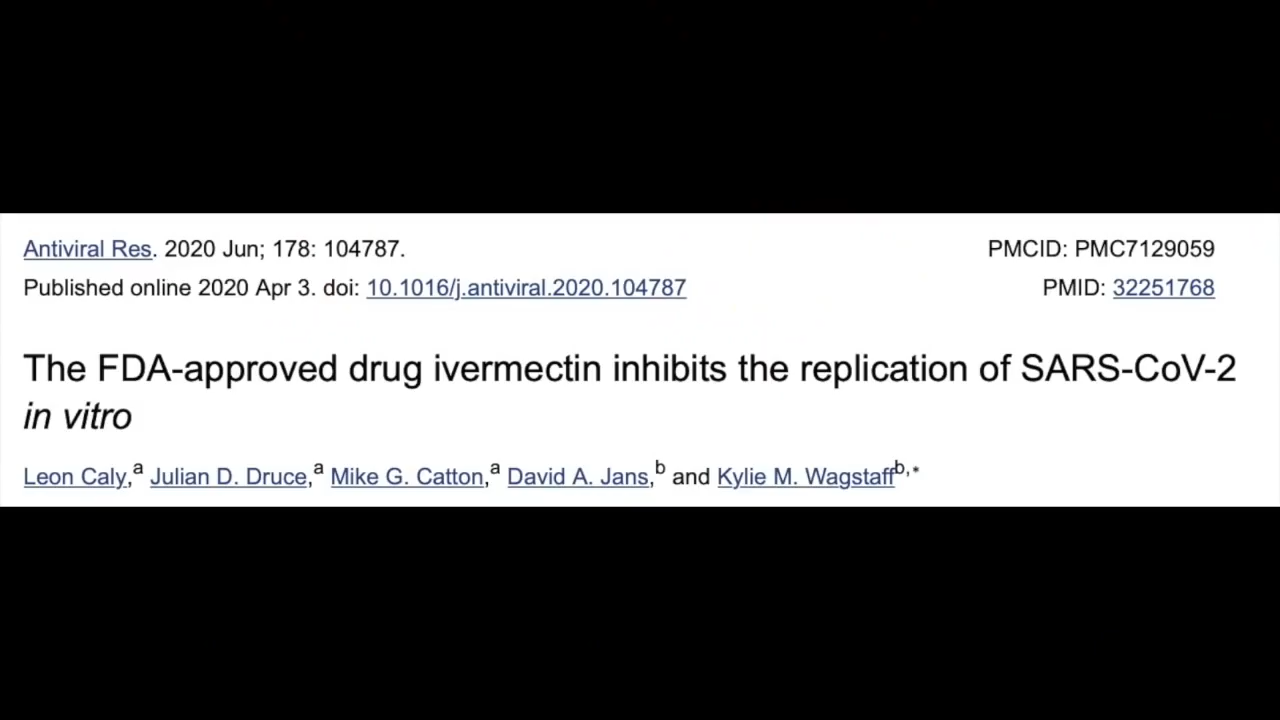 Antiviral Res. 2020 Jun; 178: 104787.
PMCID: PMC7129059
Published online 2020 Apr 3. doi: 10.1016/j.antiviral.2020.104787
PMID: 32251768
The FDA-approved drug ivermectin inhibits the replication of SARS-CoV-2
in vitro
Leon Caly,a Julian D. Druce,a Mike G. Catton,a David A. Jans,b and Kylie M. Wagstaffb,*